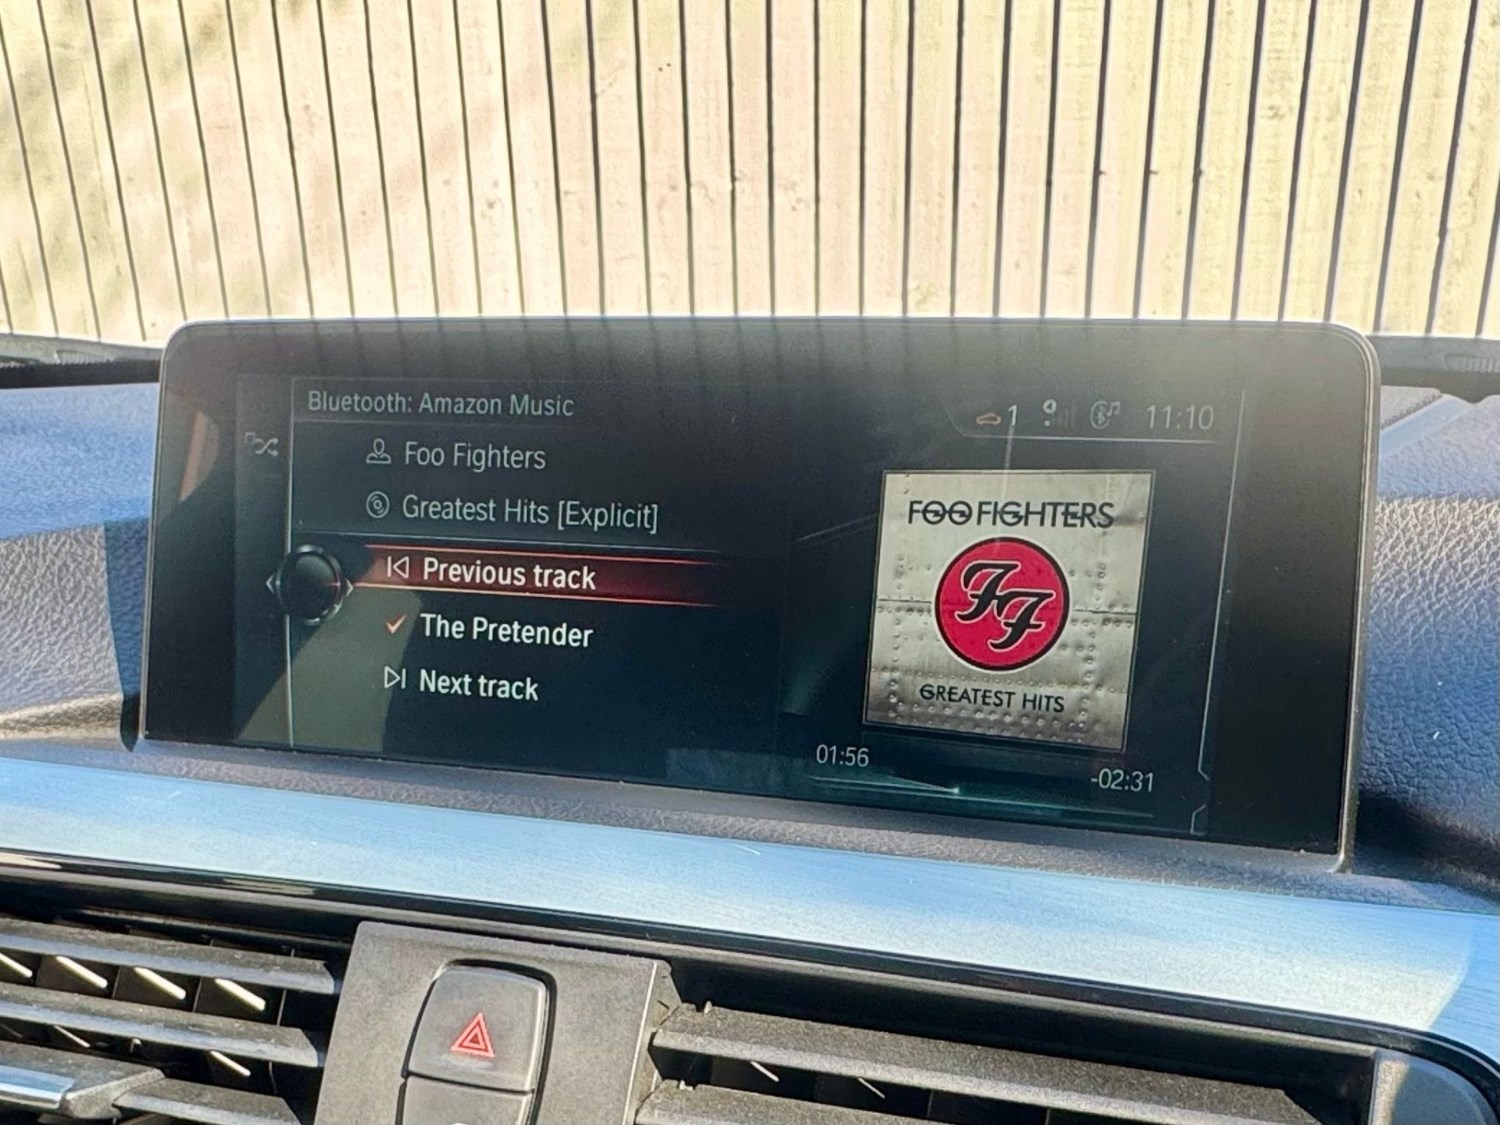 Bluetooth: Amazon Music
1 11:10
Foo Fighters
Greatest Hits [Explicit]
Previous track
The Pretender
Next track
FOO FIGHTERS
FF
GREATEST HITS
01:56
-02:31